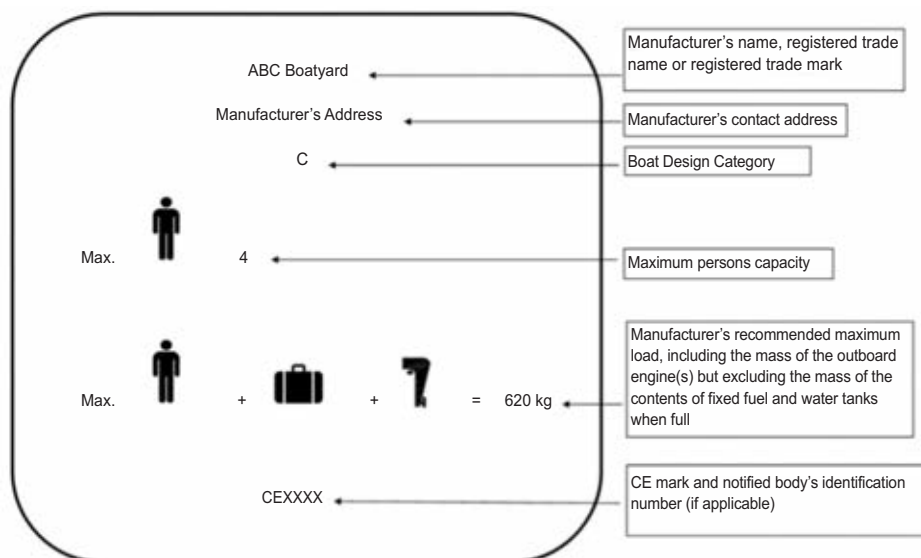 ABC Boatyard
Manufacturer's name, registered trade
name or registered trade mark
Manufacturer's Address
Manufacturer's contact address
C
Boat Design Category
Max. 4
Maximum persons capacity
Max. + + = 620 kg
Manufacturer's recommended maximum
load, including the mass of the outboard
engine(s) but excluding the mass of the
contents of fixed fuel and water tanks
when full
CEXXXX
CE mark and notified body's identification
number (if applicable)